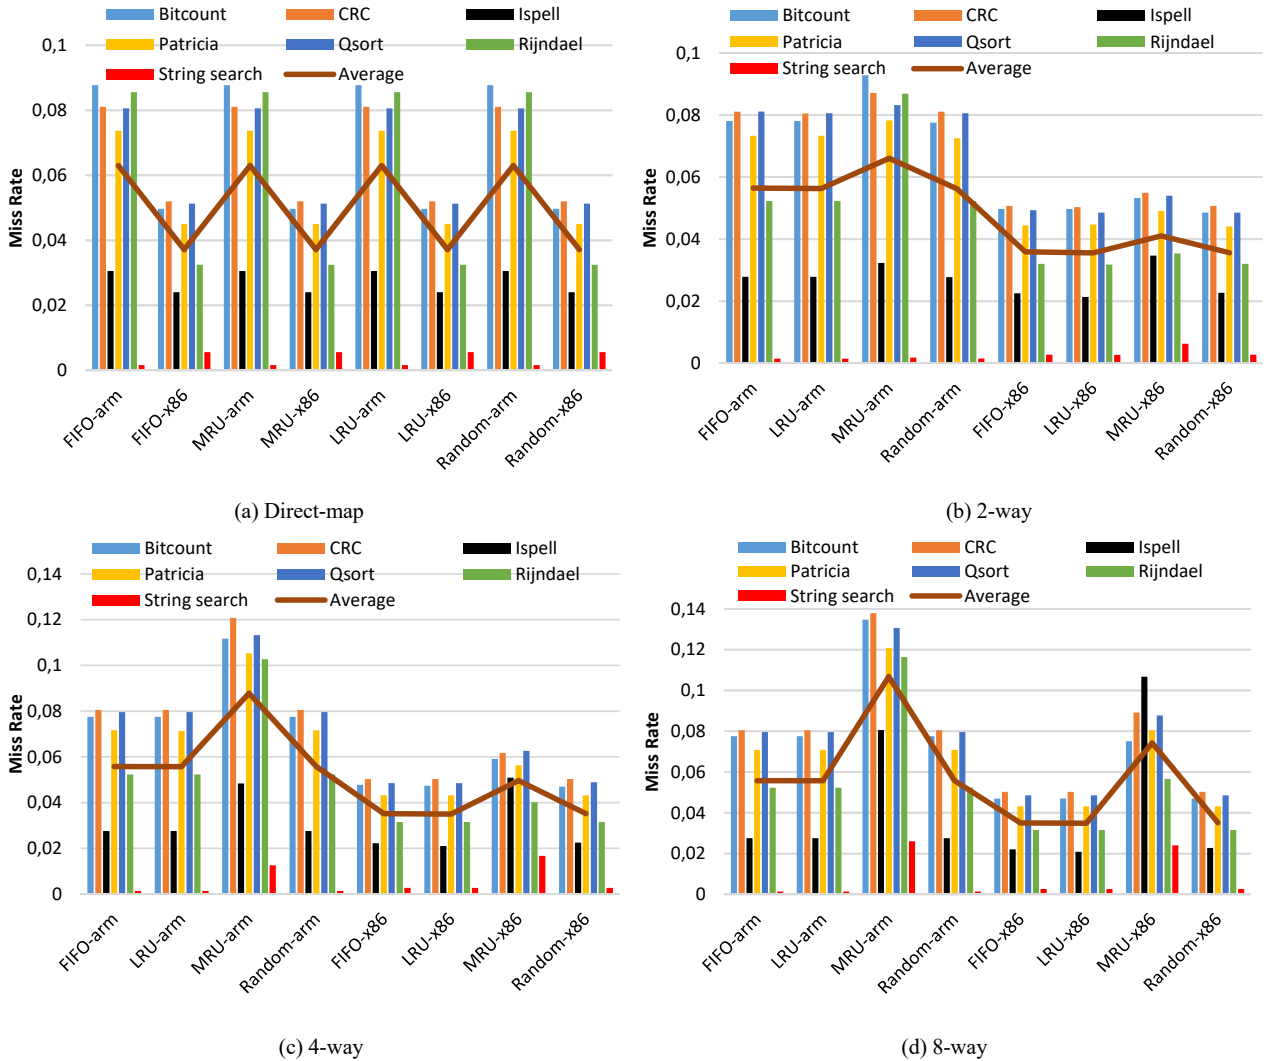 Bitcount CRC Ispell
Patricia Qsort Rijndael
String search Average
0,1
0,08
0,06
0,04
0,02
0
Miss Rate
FIFO-arm
FIFO-x86
MRU-arm
MRU-x86
LRU-arm
LRU-x86
Random-arm
Random-x86
(a) Direct-map
Bitcount CRC Ispell
Patricia Qsort Rijndael
String search Average
0,1
0,08
0,06
0,04
0,02
0
Miss Rate
FIFO-arm
LRU-arm
MRU-arm
Random-arm
FIFO-x86
LRU-x86
MRU-x86
Random-x86
(b) 2-way
Bitcount CRC Ispell
Patricia Qsort Rijndael
String search Average
0,14
0,12
0,1
0,08
0,06
0,04
0,02
0
Miss Rate
FIFO-arm
LRU-arm
MRU-arm
Random-arm
FIFO-x86
LRU-x86
MRU-x86
Random-x86
(c) 4-way
Bitcount CRC Ispell
Patricia Qsort Rijndael
String search Average
0,14
0,12
0,1
0,08
0,06
0,04
0,02
0
Miss Rate
FIFO-arm
LRU-arm
MRU-arm
Random-arm
FIFO-x86
LRU-x86
MRU-x86
Random-x86
(d) 8-way